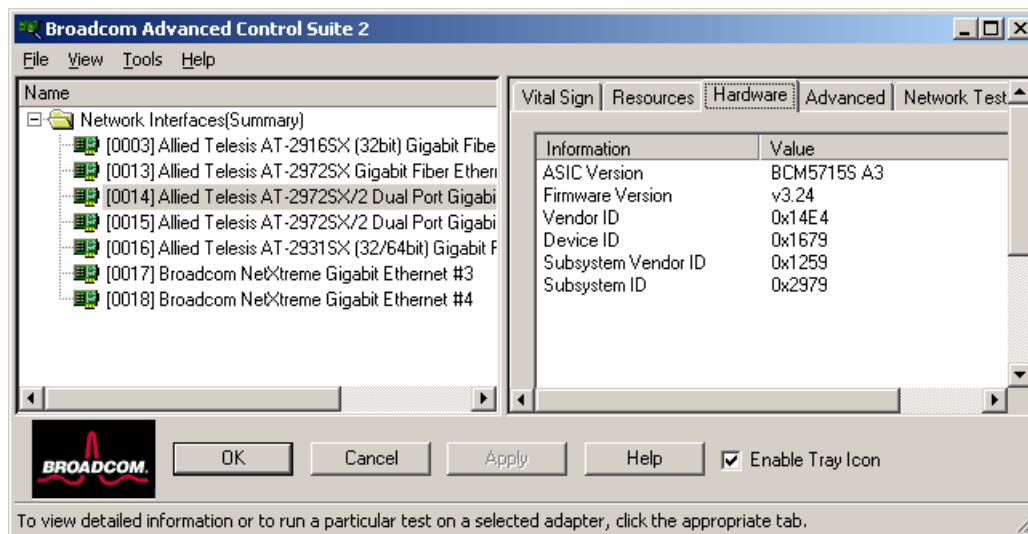 Broadcom Advanced Control Suite 2
File View Tools Help
Name
Network Interfaces(Summary)
[0003] Allied Telesis AT-2916SX (32bit) Gigabit Fibe
[0013] Allied Telesis AT-2972SX Gigabit Fiber Ethern
[0014] Allied Telesis AT-2972SX/2 Dual Port Gigabi
[0015] Allied Telesis AT-2972SX/2 Dual Port Gigabi
[0016] Allied Telesis AT-2931SX (32/64bit) Gigabit F
[0017] Broadcom NetXtreme Gigabit Ethernet #3
[0018] Broadcom NetXtreme Gigabit Ethernet #4
Vital Sign Resources Hardware Advanced Network Test
Information Value
ASIC Version BCM5715S A3
Firmware Version v3.24
Vendor ID 0x14E4
Device ID 0x1679
Subsystem Vendor ID 0x1259
Subsystem ID 0x2979
BROADCOM.
OK Cancel Apply Help Enable Tray Icon
To view detailed information or to run a particular test on a selected adapter, click the appropriate tab.